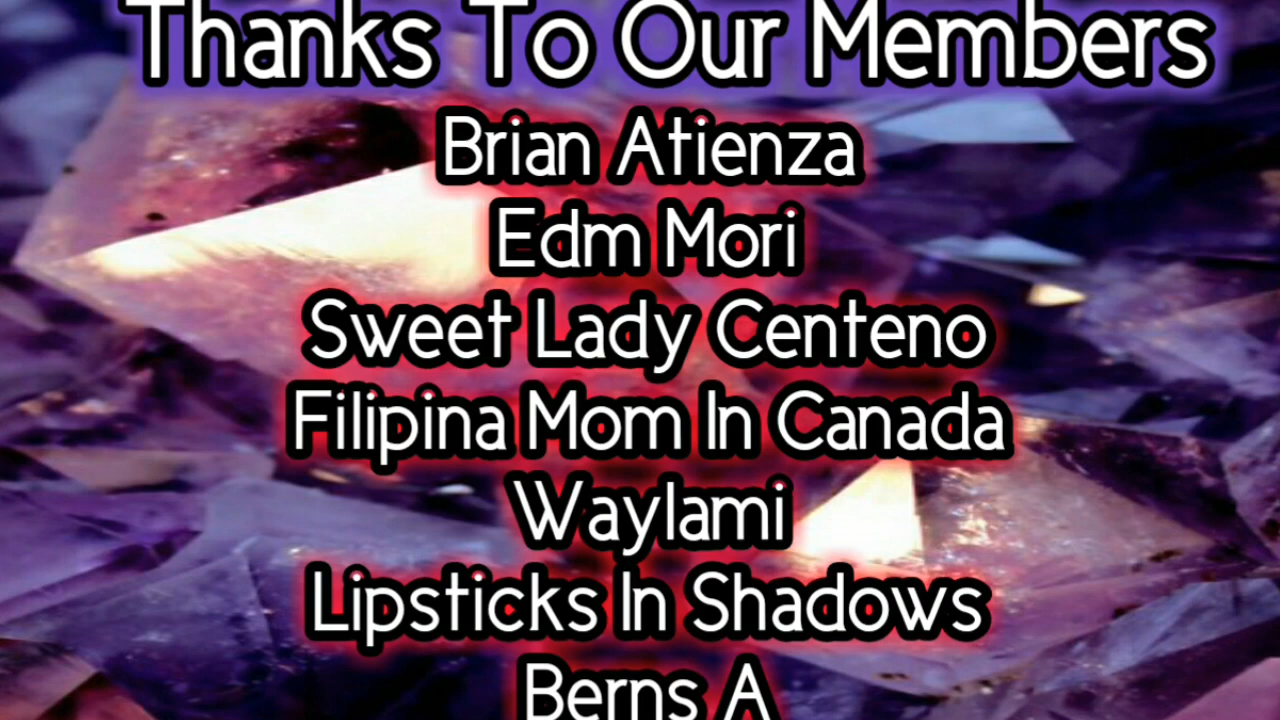 Thanks To Our Members
Brian Atienza
Edm Mori
Sweet Lady Centeno
Filipina Mom In Canada
Waylami
Lipsticks In Shadows
Berns A